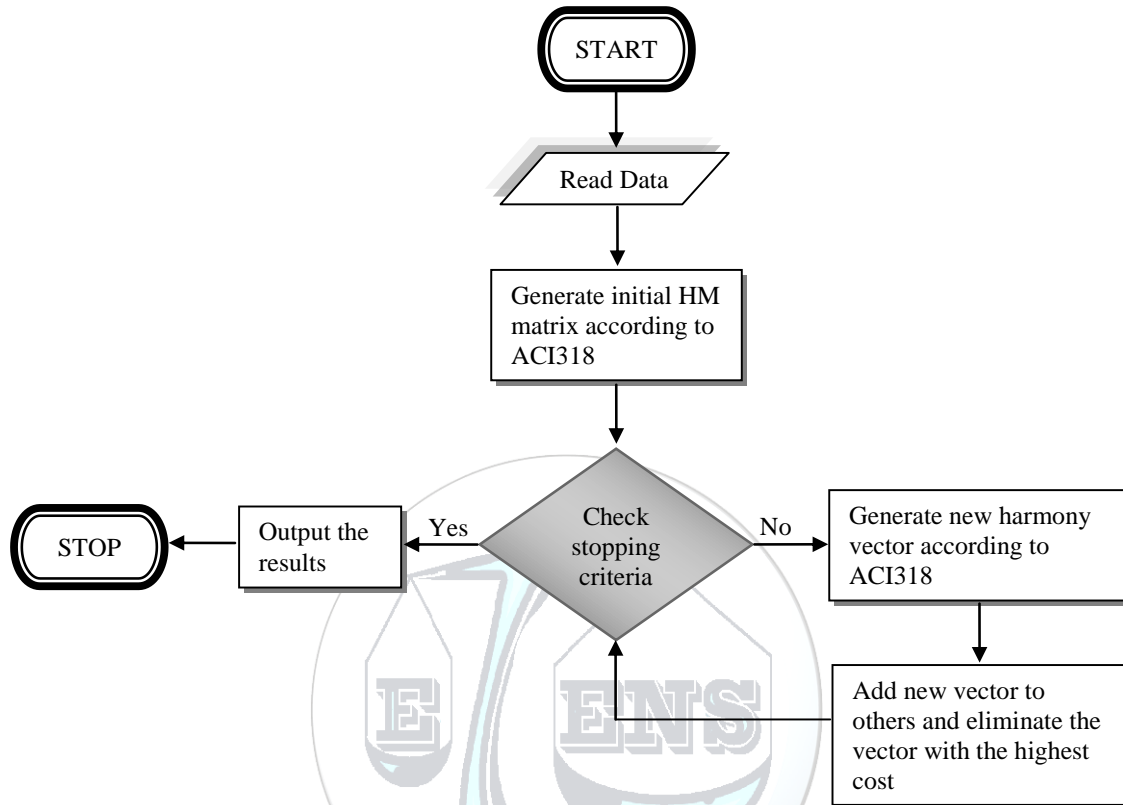 START
Read Data
Generate initial HM
matrix according to
ACI318
Check
stopping
criteria
Yes
No
Output the
results
STOP
Generate new harmony
vector according to
ACI318
Add new vector to
others and eliminate the
vector with the highest
cost
E
ENS